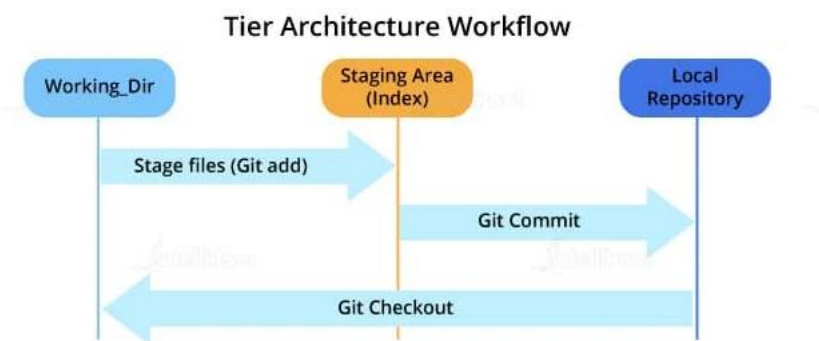 Tier Architecture Workflow
Working_Dir
Staging Area
(Index)
Local
Repository
Stage files (Git add)
Git Commit
Git Checkout